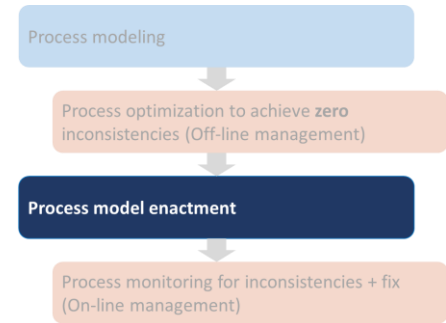 Process modeling
Process optimization to achieve zero
inconsistencies (Off-line management)
Process model enactment
Process monitoring for inconsistencies + fix
(On-line management)